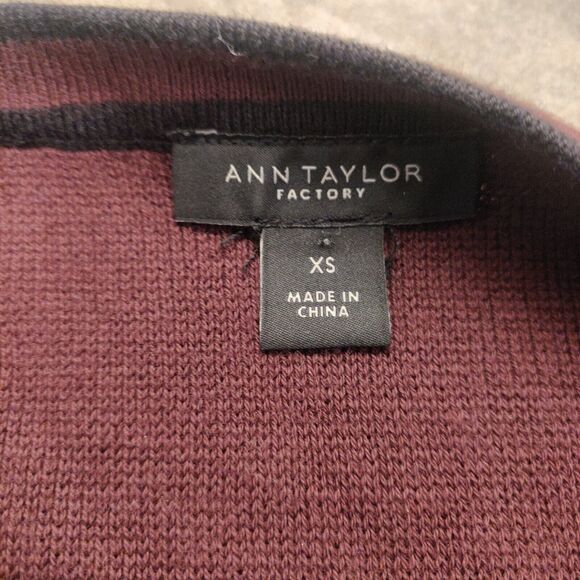 ANN TAYLOR
FACTORY
XS
MADE IN
CHINA